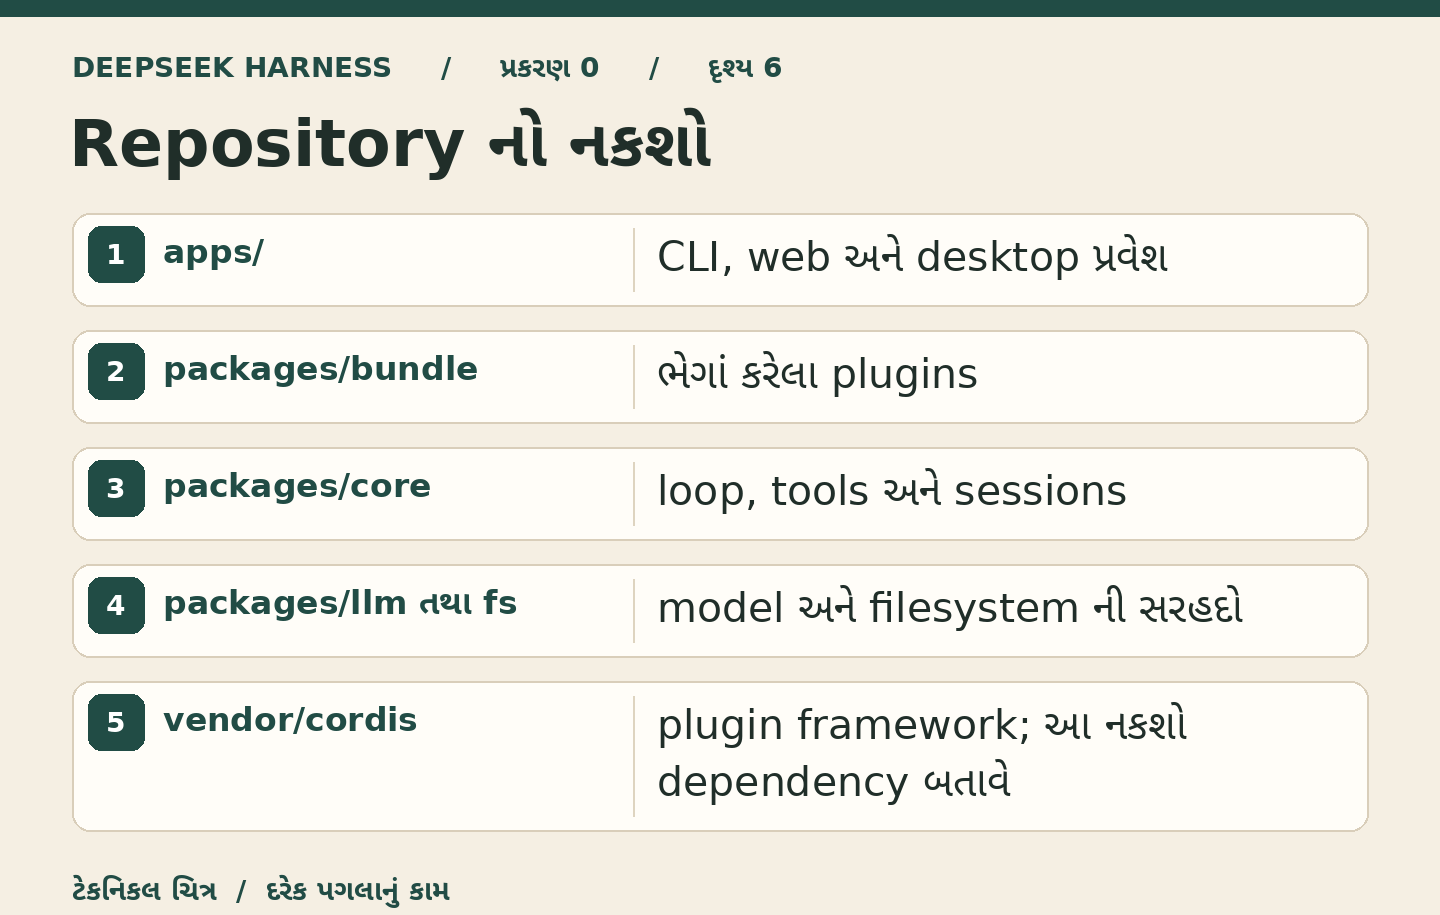 DEEPSEEK HARNESS / પ્રકરણ 0 / દૃશ્ય 6
Repository નો નકશો
1 apps/ CLI, web અને desktop પ્રવેશ
2 packages/bundle ભેગાં કરેલા plugins
3 packages/core loop, tools અને sessions
4 packages/llm તથા fs model અને filesystem ની સરહદો
5 vendor/cordis plugin framework; આ નકશો
dependency બતાવે
ટેકનિકલ ચિત્ર / દરેક પગલાનું કામ